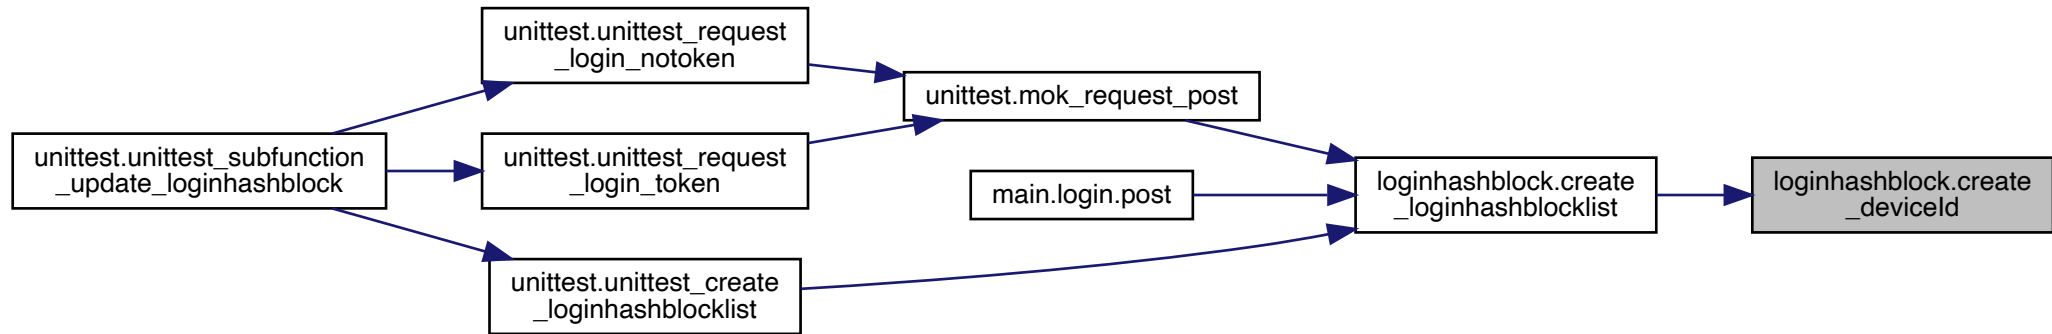 unittest.unittest_request
_login_notoken
unittest.mok_request_post
unittest.unittest_subfunction
_update_loginhashblock
unittest.unittest_request
_login_token
main.login.post
loginhashblock.create
_loginhashblocklist
loginhashblock.create
_deviceId
unittest.unittest_create
_loginhashblocklist